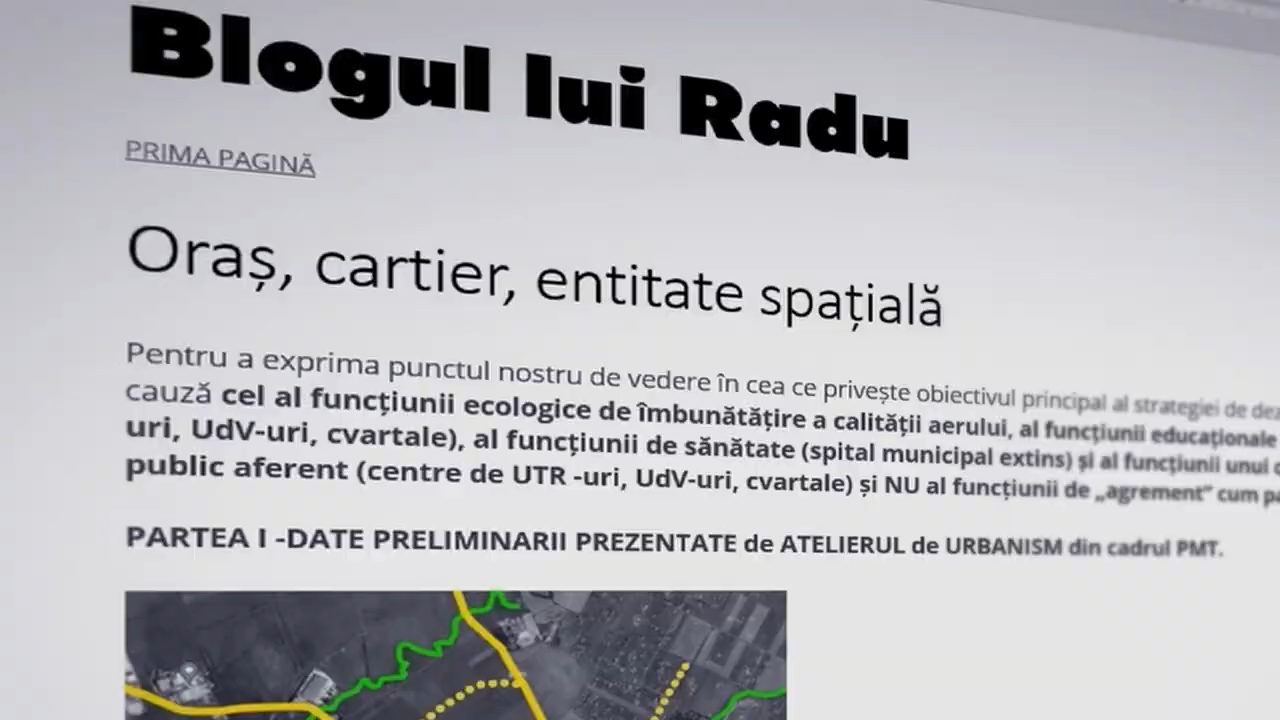 Blogul lui Radu
PRIMA PAGINĂ
Oraș, cartier, entitate spațială
Pentru a exprima punctul nostru de vedere în cea ce privește obiectivul principal al strategiei de
cauză cel al funcțiunii ecologice de îmbunătățire a calității aerului, al funcțiunii educaționale
uri, UdV-uri, cvartale), al funcțiunii de sănătate (spital municipal extins) și al funcțiunii unui
public aferent (centre de UTR -uri, UdV-uri, cvartale) și NU al funcțiunii de „agrement” cum
PARTEA I -DATE PRELIMINARII PREZENTATE de ATELIERUL de URBANISM din cadrul PMT.